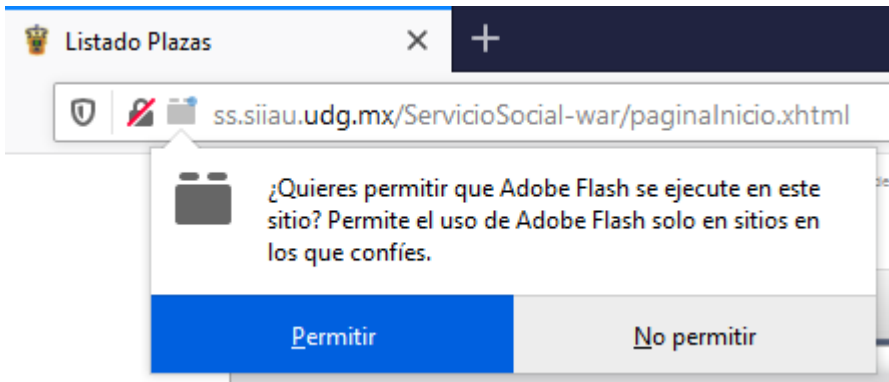 Listado Plazas
ss.siiau.udg.mx/ServicioSocial-war/paginaInicio.xhtml
¿Quieres permitir que Adobe Flash se ejecute en este
sitio? Permite el uso de Adobe Flash solo en sitios en
los que confíes.
Permitir
No permitir